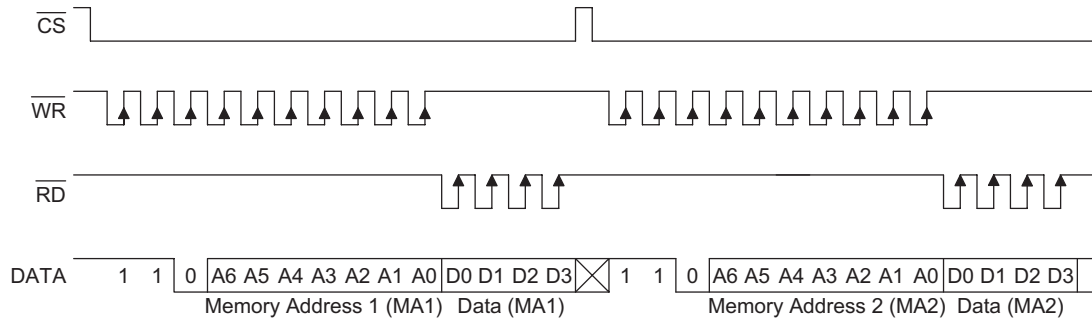 CS
WR
RD
DATA 1 1 0 A6 A5 A4 A3 A2 A1 A0 D0 D1 D2 D3 1 1 0 A6 A5 A4 A3 A2 A1 A0 D0 D1 D2 D3
Memory Address 1 (MA1) Data (MA1) Memory Address 2 (MA2) Data (MA2)